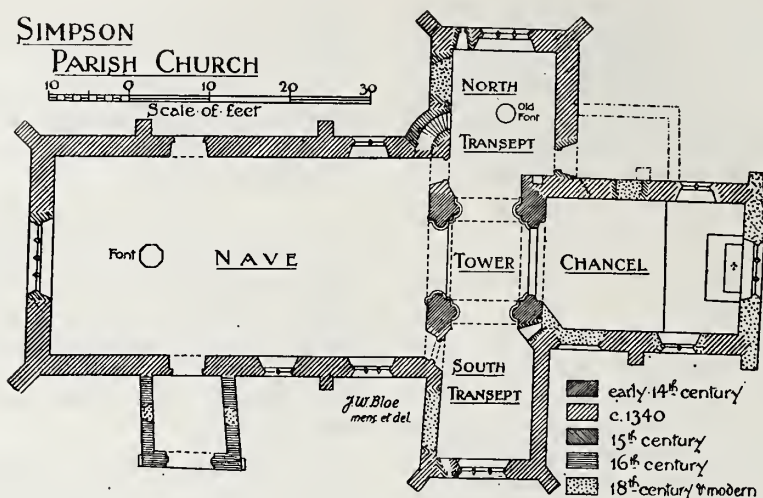 SIMPSON
PARISH CHURCH
10 0 10 20 30
Scale·of·feet
NORTH
TRANSEPT
Old
Font
Font
NAVE
TOWER
CHANCEL
SOUTH
TRANSEPT
J.W. Bloe
mens. et del.
early·14th century
c.1340
15th century
16th century
18th century & modern